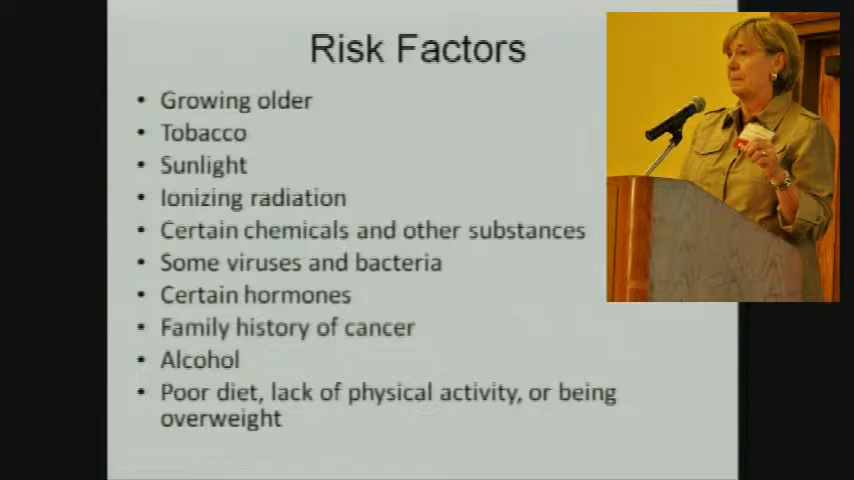 Risk Factors
• Growing older
• Tobacco
• Sunlight
• Ionizing radiation
• Certain chemicals and other substances
• Some viruses and bacteria
• Certain hormones
• Family history of cancer
• Alcohol
• Poor diet, lack of physical activity, or being
overweight